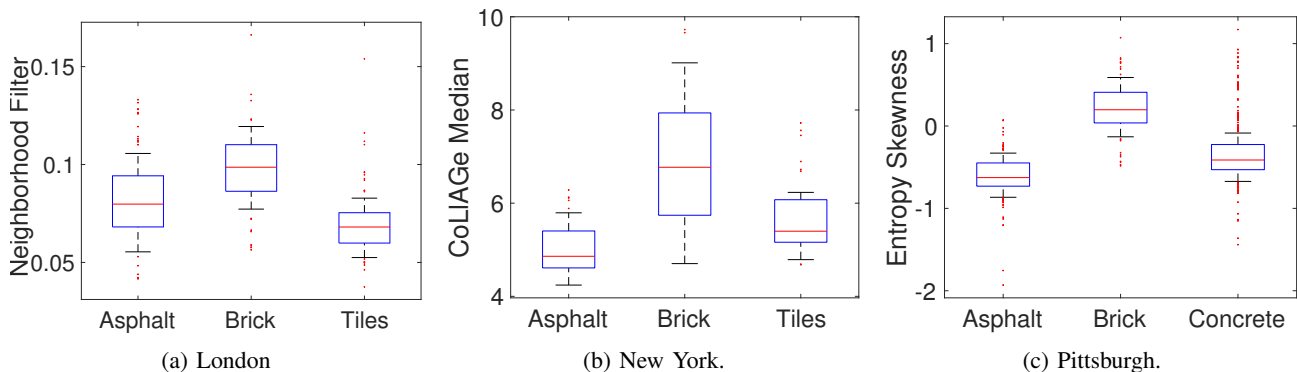 Neighborhood Filter
0.15
0.1
0.05
Asphalt Brick Tiles
(a) London
CoLlAGe Median
10
8
6
4
Asphalt Brick Tiles
(b) New York.
Entropy Skewness
1
0
-1
-2
Asphalt Brick Concrete
(c) Pittsburgh.